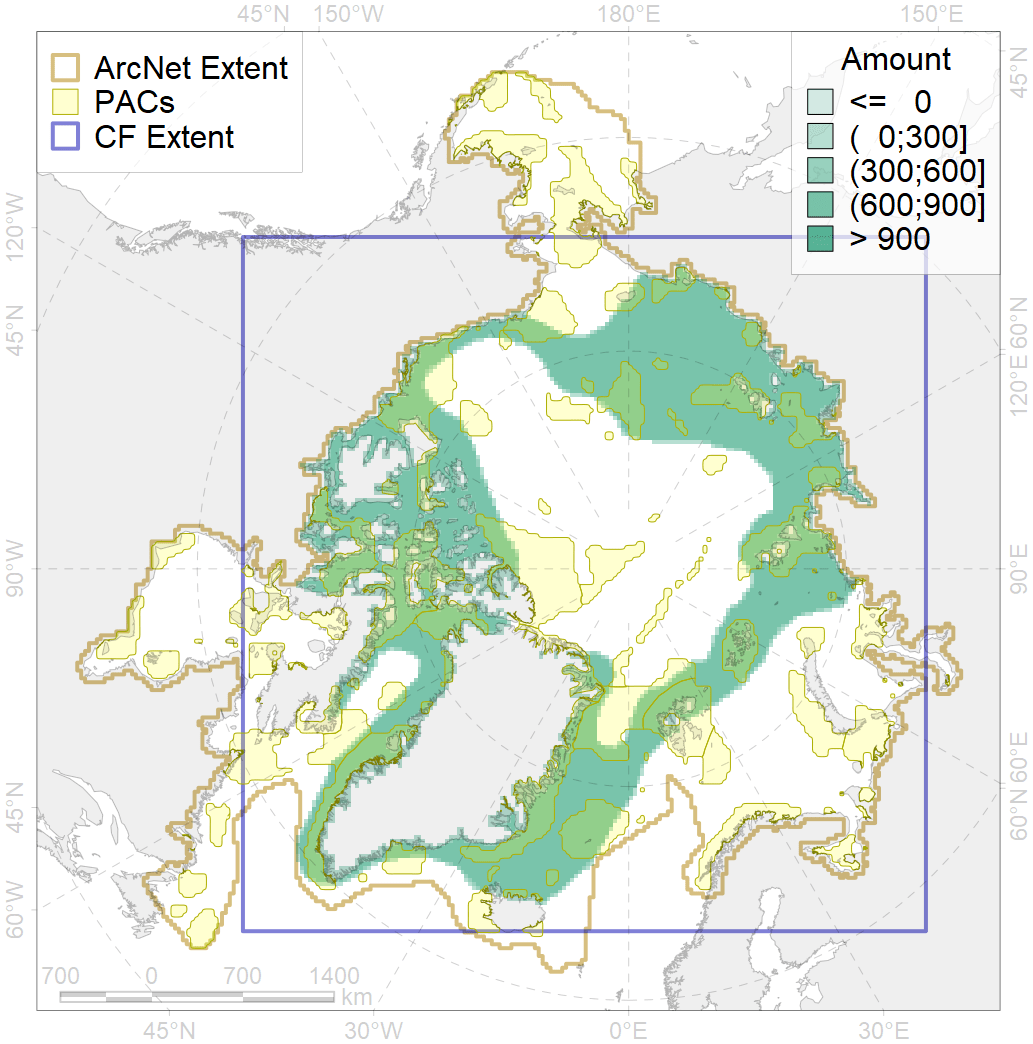 45°N 150°W 180°E 150°E
ArcNet Extent
PACs
CF Extent
Amount
<= 0
( 0;300]
(300;600]
(600;900]
> 900
45°N
120°W
45°N
60°N
120°E
90°W
90°E
60°E
45°N
60°N
60°W
700 0 700 1400
km
45°N 30°W 0°E 30°E